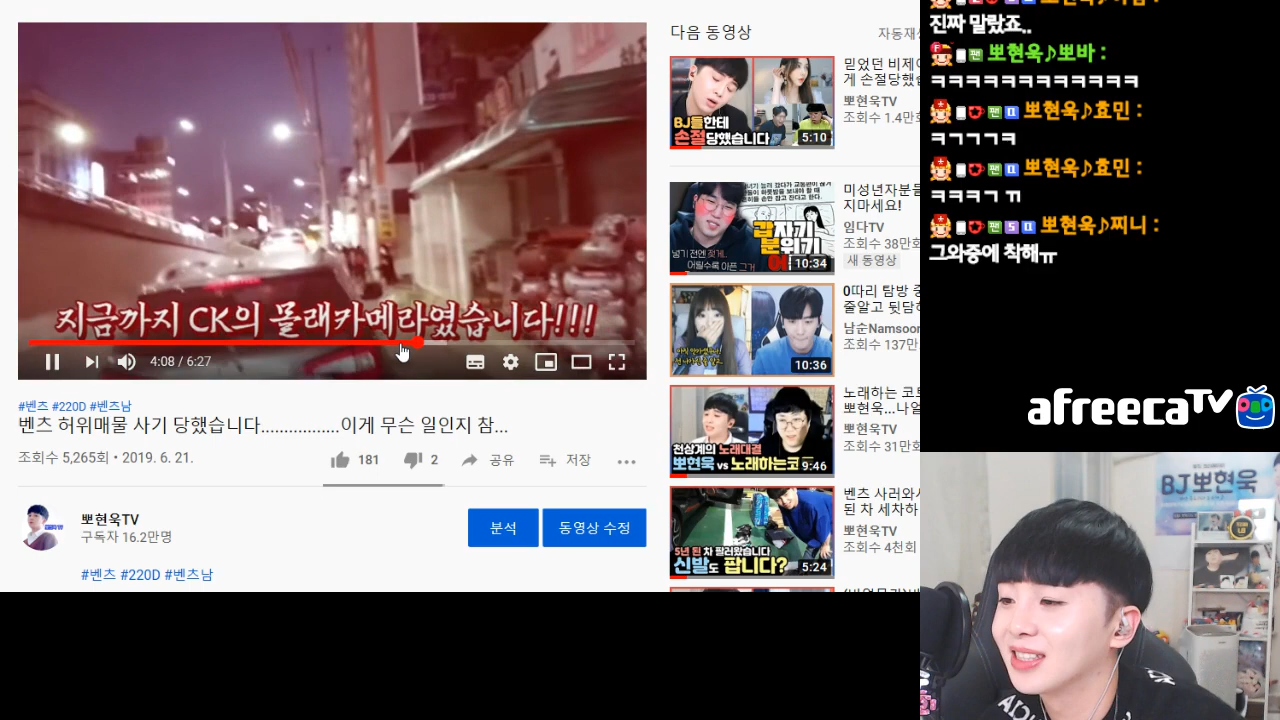 지금까지 CK의 몰래카메라였습니다!!!
4:08 / 6:27
#벤츠 #220D #벤츠남
벤츠 허위매물 사기 당했습니다.................이게 무슨 일인지 참...
조회수 5,265회 • 2019. 6. 21.
181
2
공유
저장
뽀현욱TV
구독자 16.2만명
분석
동영상 수정
#벤츠 #220D #벤츠남
다음 동영상
자동재
BJ들한테
손절당했습니다
5:10
믿었던 비제이
게 손절당했습
뽀현욱TV
조회수 1.4만회
갑자기
분위기
10:34
미성년자분들
지마세요!
임다TV
조회수 38만회
새 동영상
10:36
0따리 탐방 중
줄알고 뒷담하
남순Namsoon
조회수 137만
천상계의 노래대결
뽀현욱 vs 노래하는코
9:46
노래하는 코트
뽀현욱...나얼
뽀현욱TV
조회수 31만회
5년 된 차 팔러왔습니다
신발도 팝니다?
5:24
벤츠 사러와서
된 차 세차하
뽀현욱TV
조회수 4천회
진짜 말랐죠..
뽀현욱♪뽀바 :
ㅋㅋㅋㅋㅋㅋㅋㅋㅋㅋㅋㅋ
뽀현욱♪효민 :
ㅋㄱㄱㄱㅋ
뽀현욱♪효민 :
ㅋㅋㅋㄱ ㄲ
뽀현욱♪찌니 :
그와중에 착해ㅠ
afreecaTV
BJ뽀현욱